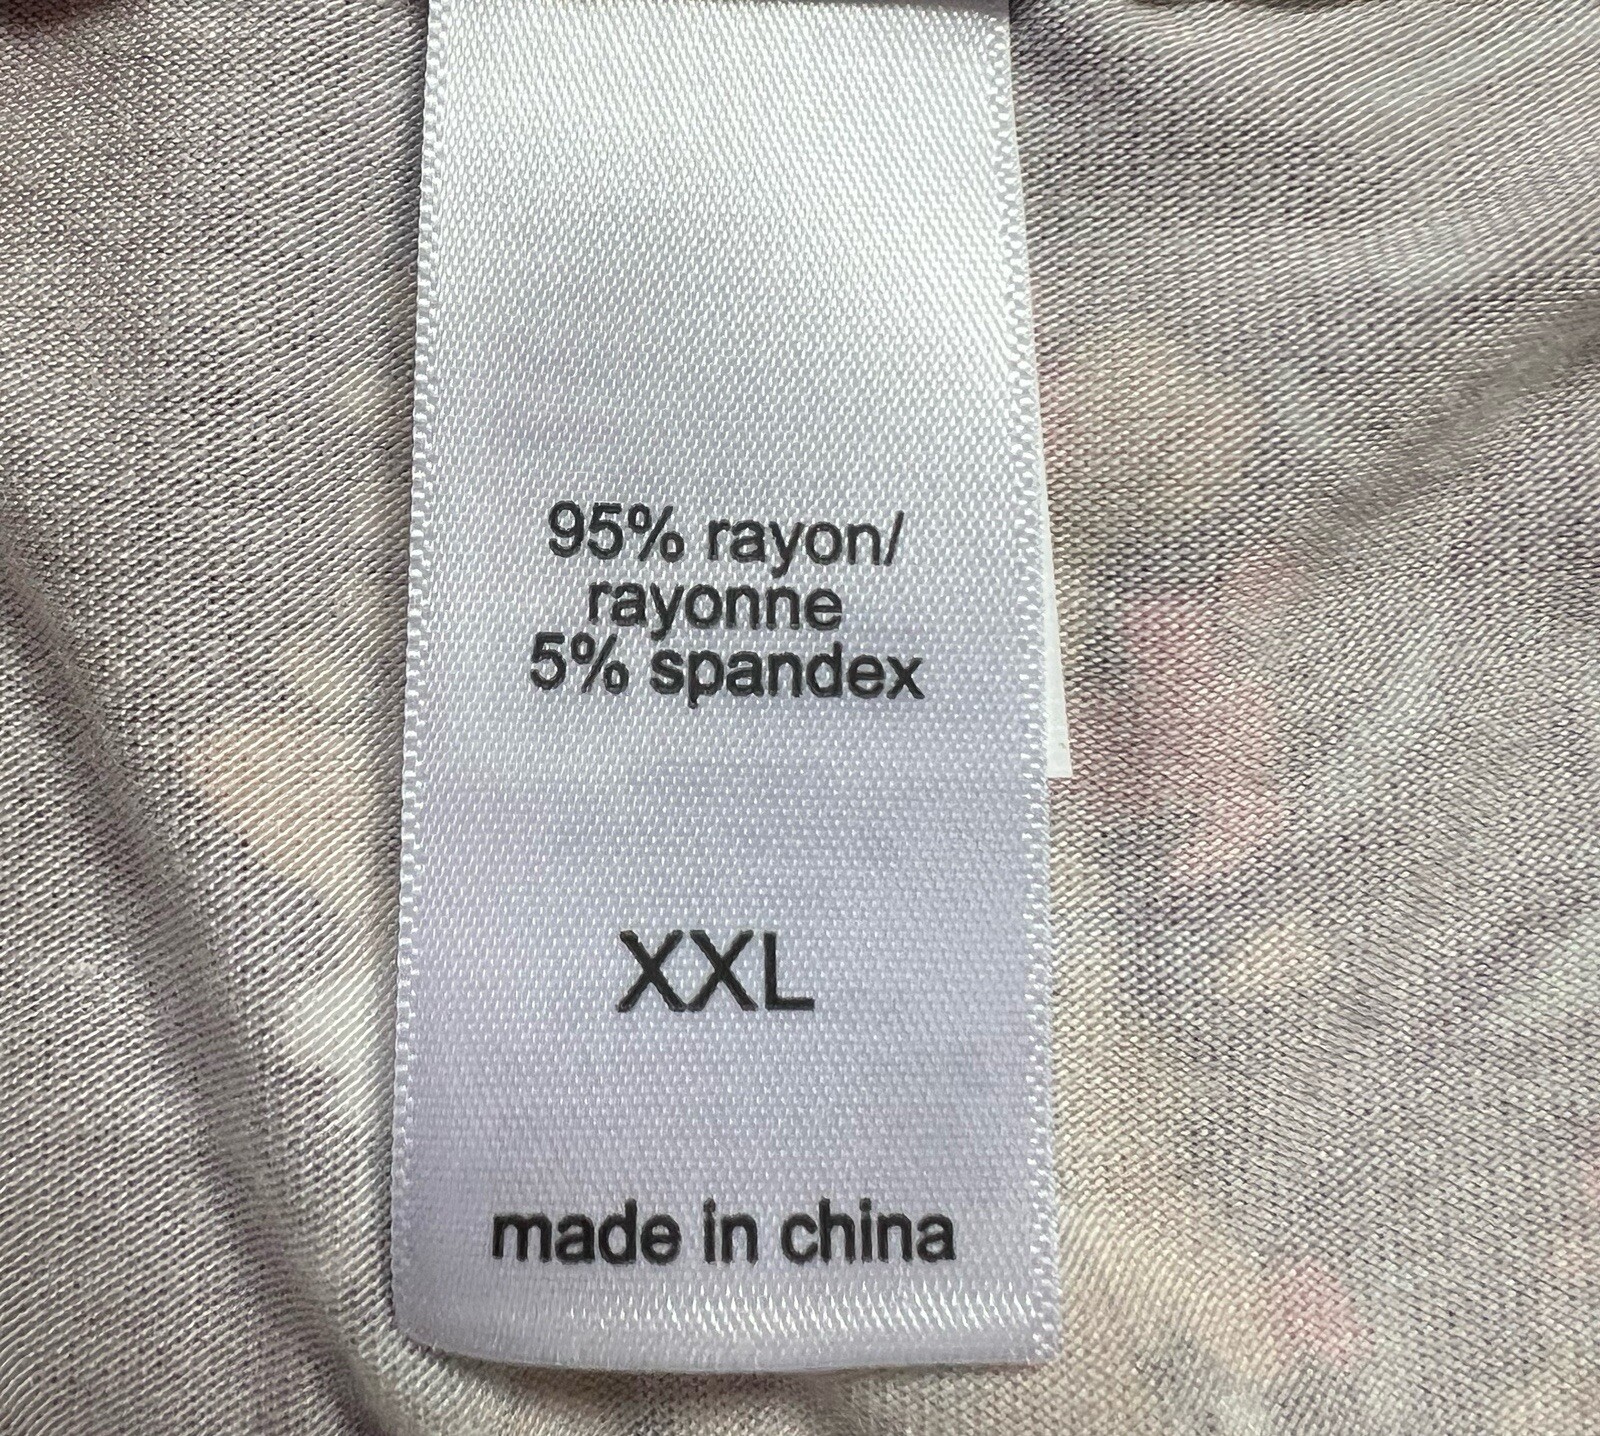 95% rayon/
rayonne
5% spandex
XXL
made in china